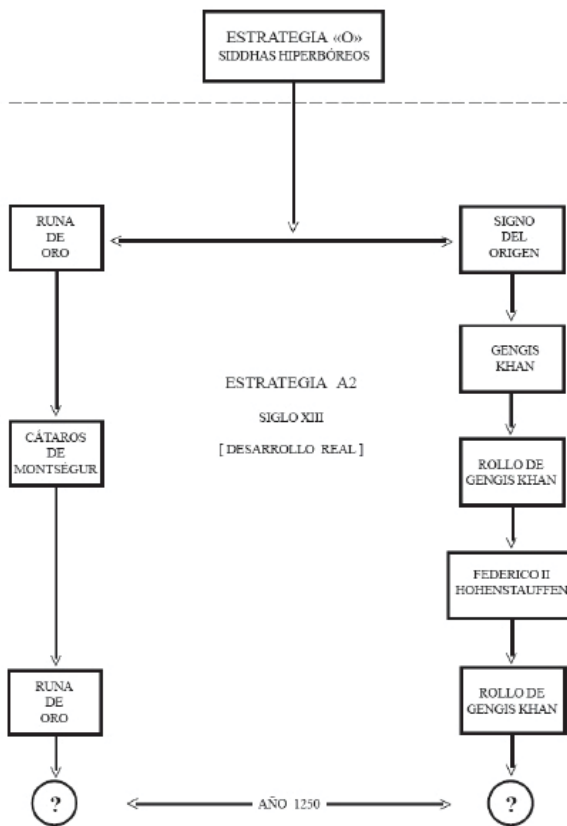 ESTRATEGIA «O»
SIDDHAS HIPERBÓREOS
RUNA
DE
ORO
SIGNO
DEL
ORIGEN
GENGIS
KHAN
ESTRATEGIA A2
SIGLO XIII
[ DESARROLLO REAL ]
CÁTAROS
DE
MONTSÉGUR
ROLLO DE
GENGIS KHAN
FEDERICO II
HOHENSTAUFFEN
RUNA
DE
ORO
ROLLO DE
GENGIS KHAN
?
AÑO 1250
?